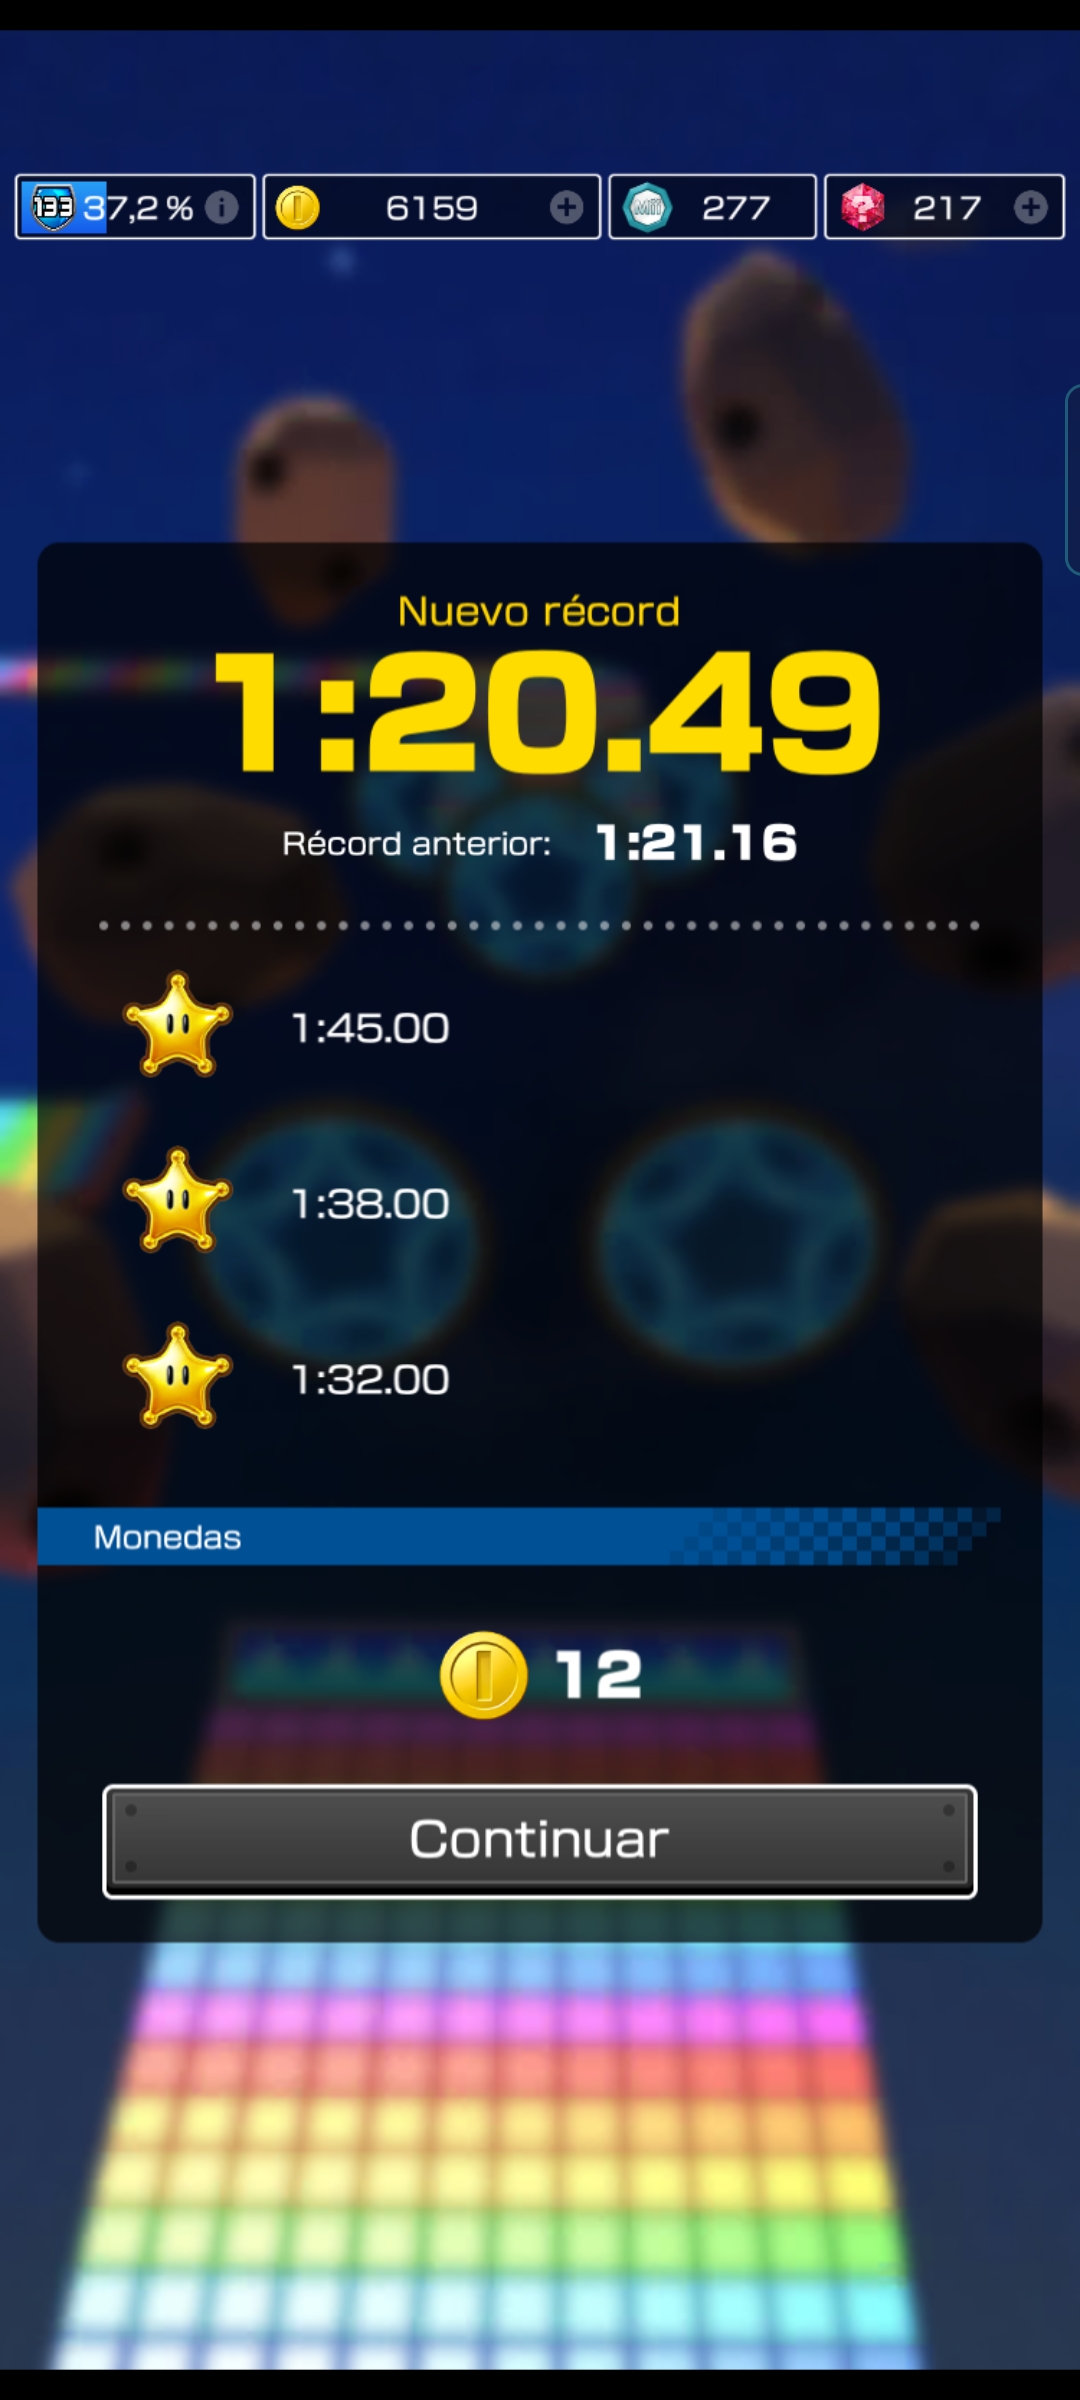 133 37,2 % i 6159 + Mii 277 ? 217 +
Nuevo récord
1:20.49
Récord anterior: 1:21.16
1:45.00
1:38.00
1:32.00
Monedas
12
Continuar